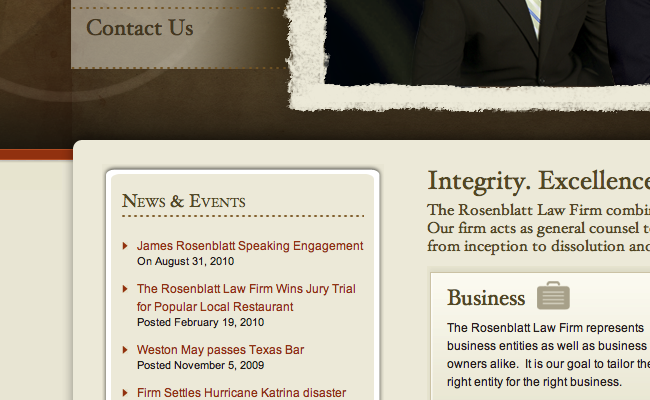 Contact Us
News & Events
James Rosenblatt Speaking Engagement
On August 31, 2010
The Rosenblatt Law Firm Wins Jury Trial
for Popular Local Restaurant
Posted February 19, 2010
Weston May passes Texas Bar
Posted November 5, 2009
Firm Settles Hurricane Katrina disaster
Integrity. Excellence
The Rosenblatt Law Firm combi
Our firm acts as general counsel t
from inception to dissolution and
Business
The Rosenblatt Law Firm represents
business entities as well as business
owners alike. It is our goal to tailor the
right entity for the right business.